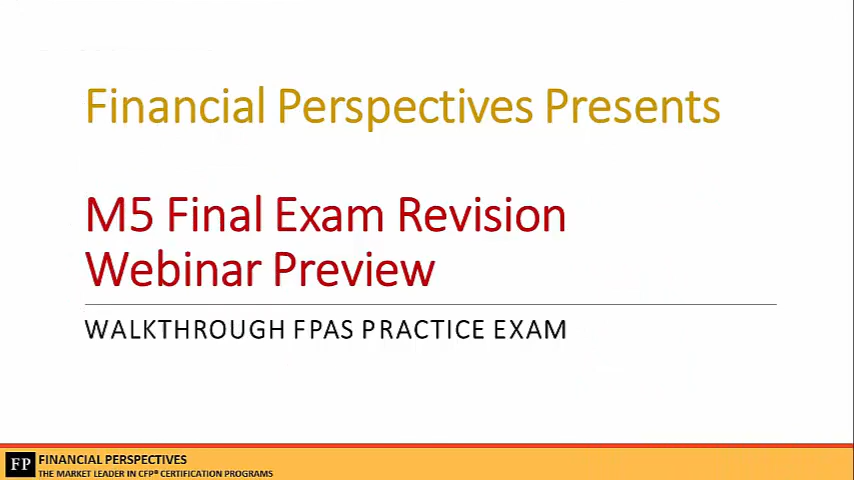 Financial Perspectives Presents
M5 Final Exam Revision
Webinar Preview
WALKTHROUGH FPAS PRACTICE EXAM
FP
FINANCIAL PERSPECTIVES
THE MARKET LEADER IN CFP® CERTIFICATION PROGRAMS